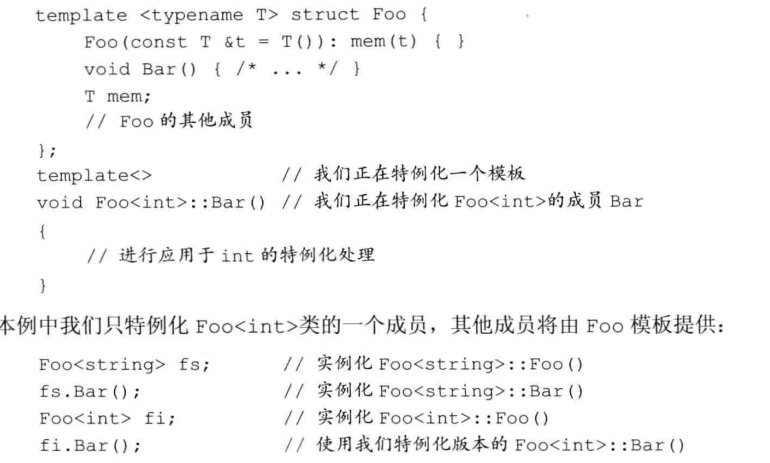 template <typename T> struct Foo {
    Foo(const T &t = T()): mem(t) { }
    void Bar() { /* ... */ }
    T mem;
    // Foo 的其他成员
};
template<>           // 我们正在特例化一个模板
void Foo<int>::Bar() // 我们正在特例化 Foo<int>的成员 Bar
{
    // 进行应用于 int 的特例化处理
}
本例中我们只特例化 Foo<int>类的一个成员，其他成员将由 Foo 模板提供：
Foo<string> fs;      // 实例化 Foo<string>::Foo()
fs.Bar();            // 实例化 Foo<string>::Bar()
Foo<int> fi;         // 实例化 Foo<int>::Foo()
fi.Bar();            // 使用我们特例化版本的 Foo<int>::Bar()